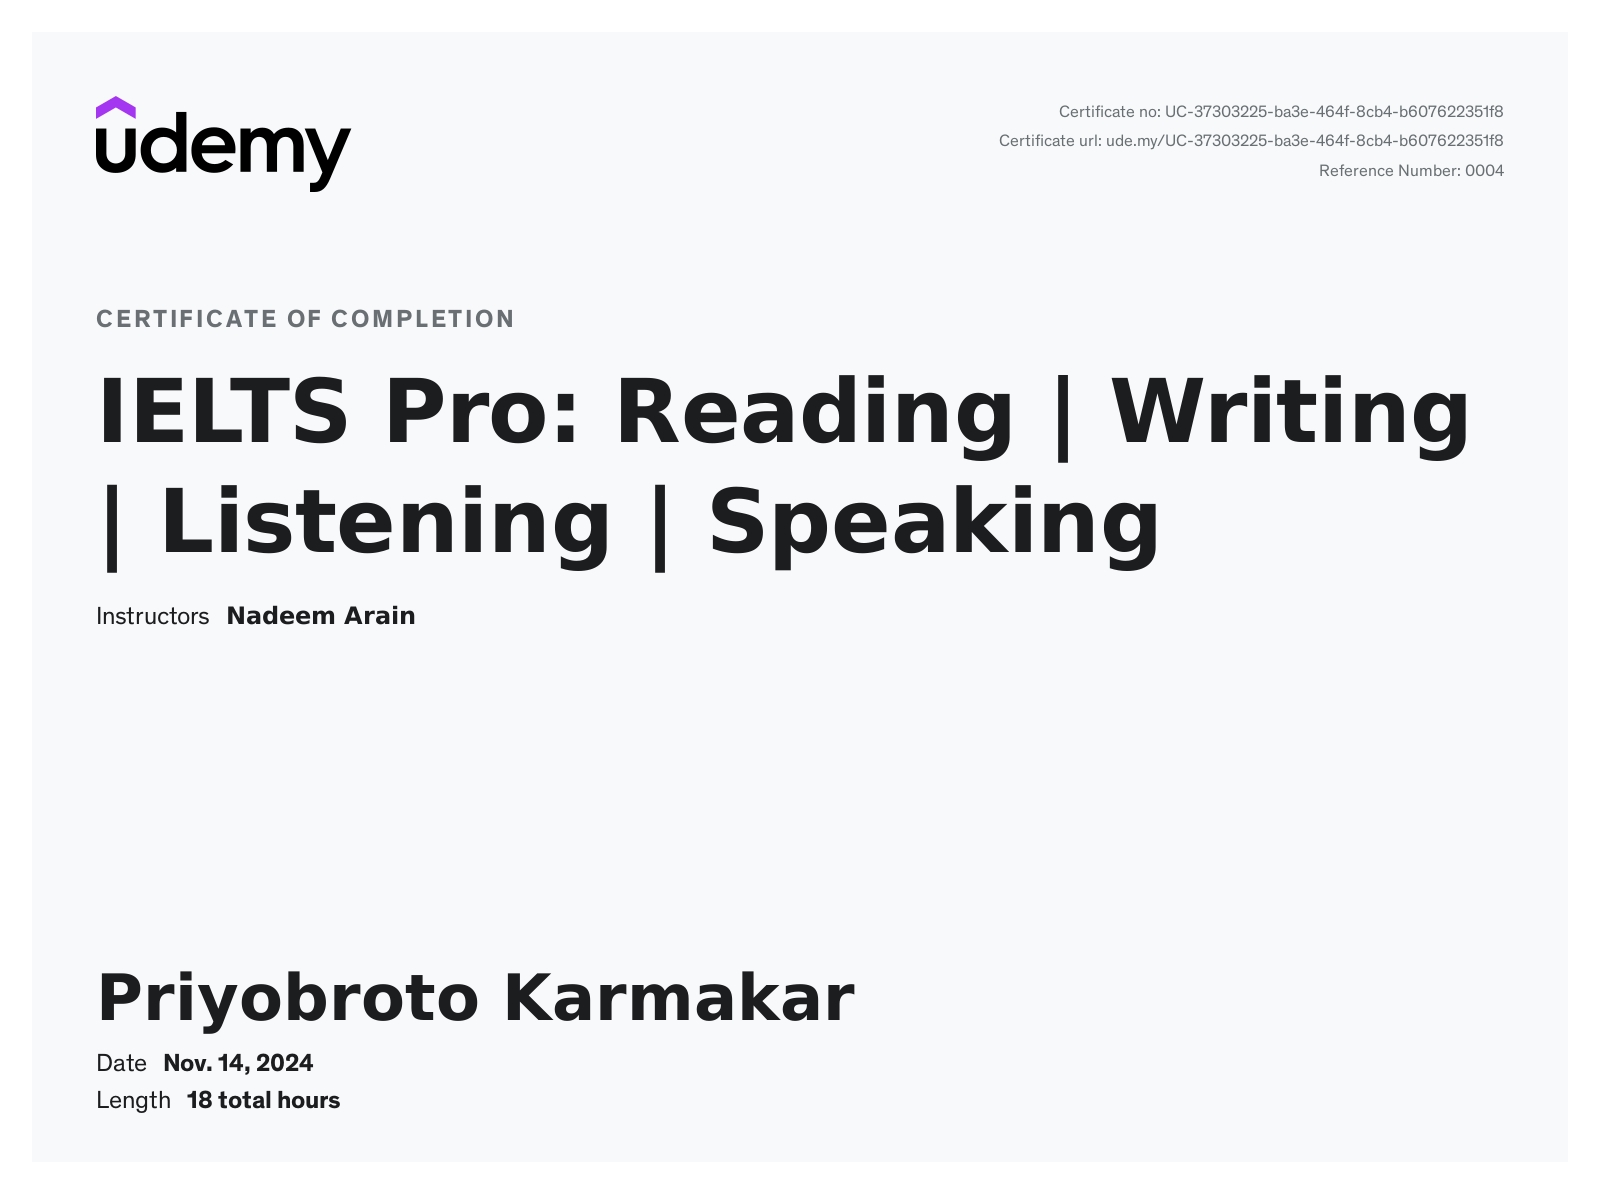 udemy
Certificate no: UC-37303225-ba3e-464f-8cb4-b607622351f8
Certificate url: ude.my/UC-37303225-ba3e-464f-8cb4-b607622351f8
Reference Number: 0004
CERTIFICATE OF COMPLETION
IELTS Pro: Reading | Writing
| Listening | Speaking
Instructors Nadeem Arain
Priyobroto Karmakar
Date Nov. 14, 2024
Length 18 total hours